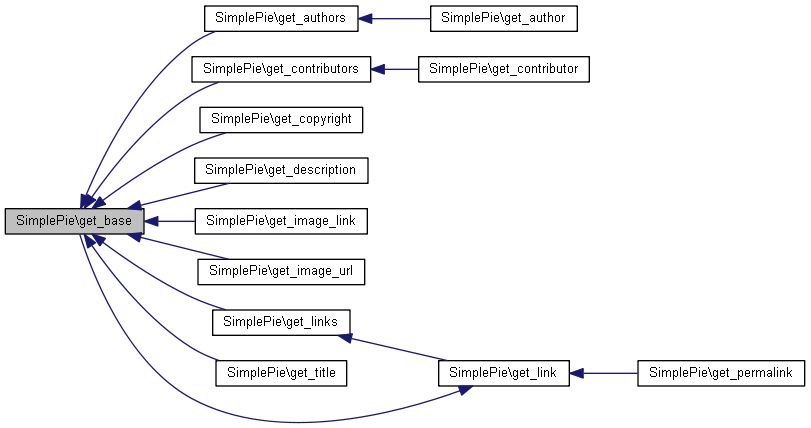 SimplePie\get_authors
SimplePie\get_author
SimplePie\get_contributors
SimplePie\get_contributor
SimplePie\get_copyright
SimplePie\get_description
SimplePie\get_base
SimplePie\get_image_link
SimplePie\get_image_url
SimplePie\get_links
SimplePie\get_title
SimplePie\get_link
SimplePie\get_permalink